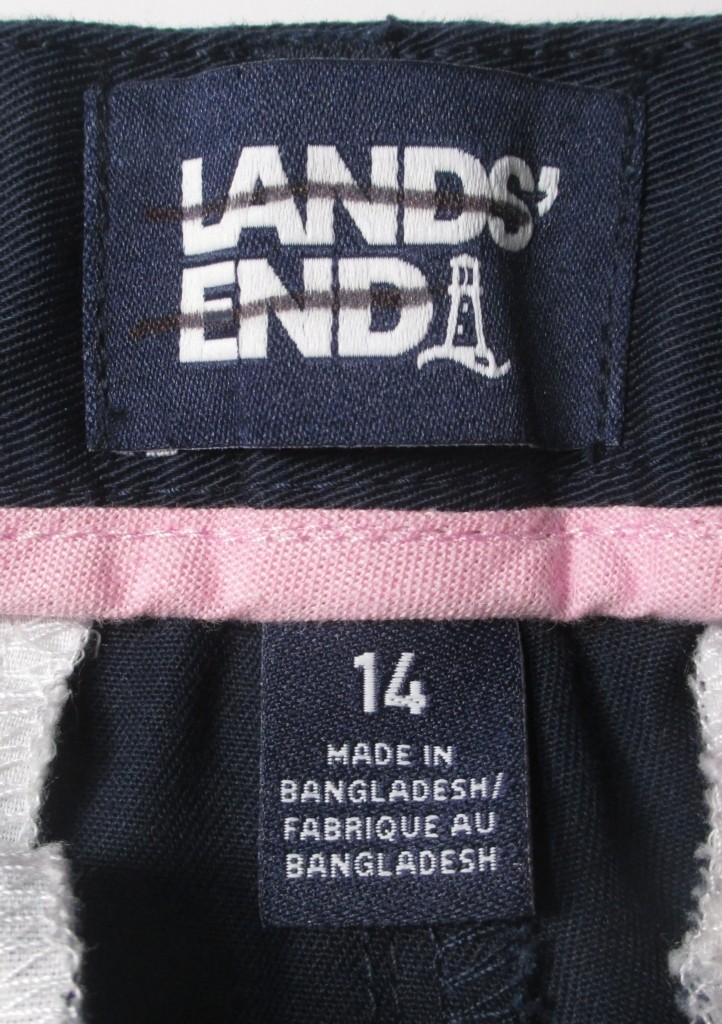 LANDS'
END
14
MADE IN
BANGLADESH/
FABRIQUE AU
BANGLADESH